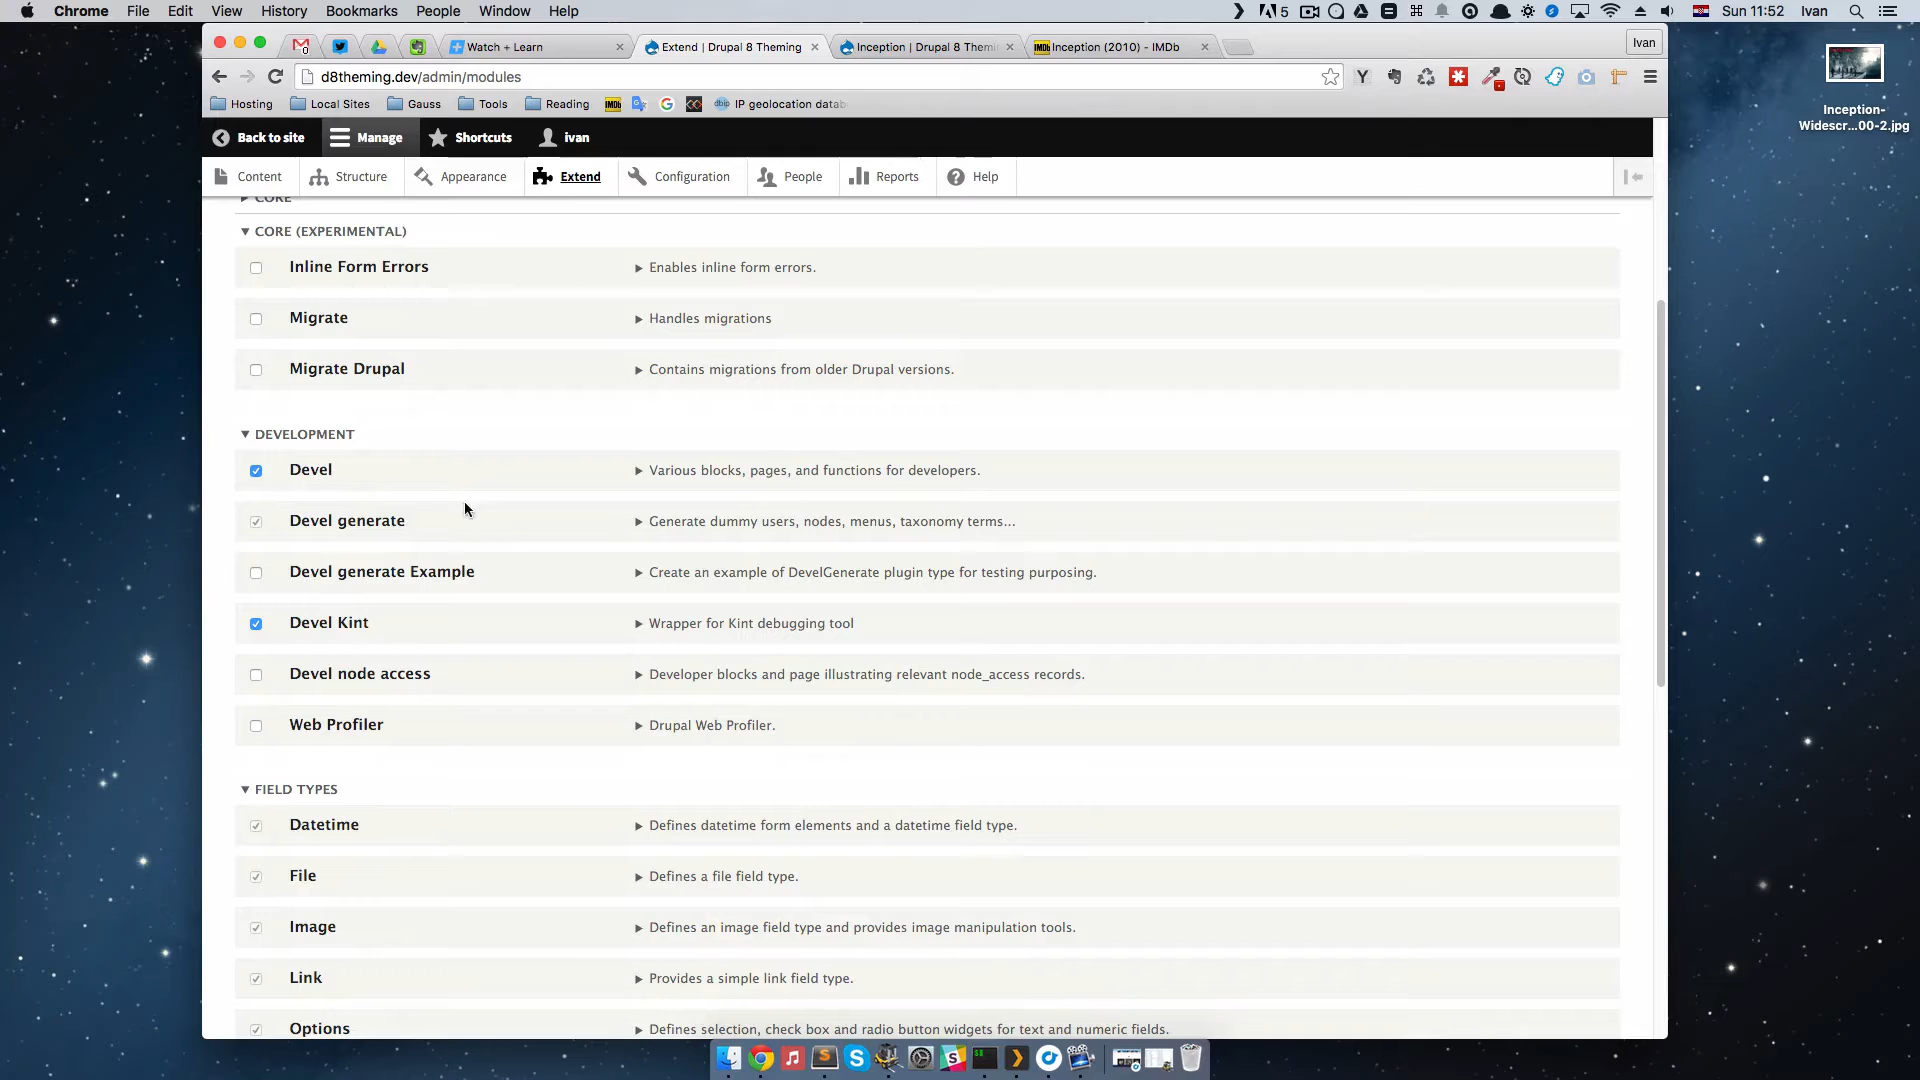 Chrome File Edit View History Bookmarks People Window Help
5 Sun 11:52 Ivan
Watch + Learn
Extend | Drupal 8 Theming
Inception | Drupal 8 Themi
IMDb Inception (2010) - IMDb
Ivan
d8theming.dev/admin/modules
Hosting Local Sites Gauss Tools Reading IMDb IP geolocation datab
Back to site Manage Shortcuts ivan
Content Structure Appearance Extend Configuration People Reports Help
CORE
CORE (EXPERIMENTAL)
Inline Form Errors Enables inline form errors.
Migrate Handles migrations
Migrate Drupal Contains migrations from older Drupal versions.
DEVELOPMENT
Devel Various blocks, pages, and functions for developers.
Devel generate Generate dummy users, nodes, menus, taxonomy terms...
Devel generate Example Create an example of DevelGenerate plugin type for testing purposing.
Devel Kint Wrapper for Kint debugging tool
Devel node access Developer blocks and page illustrating relevant node_access records.
Web Profiler Drupal Web Profiler.
FIELD TYPES
Datetime Defines datetime form elements and a datetime field type.
File Defines a file field type.
Image Defines an image field type and provides image manipulation tools.
Link Provides a simple link field type.
Options Defines selection, check box and radio button widgets for text and numeric fields.
Inception-
Widescr...00-2.jpg